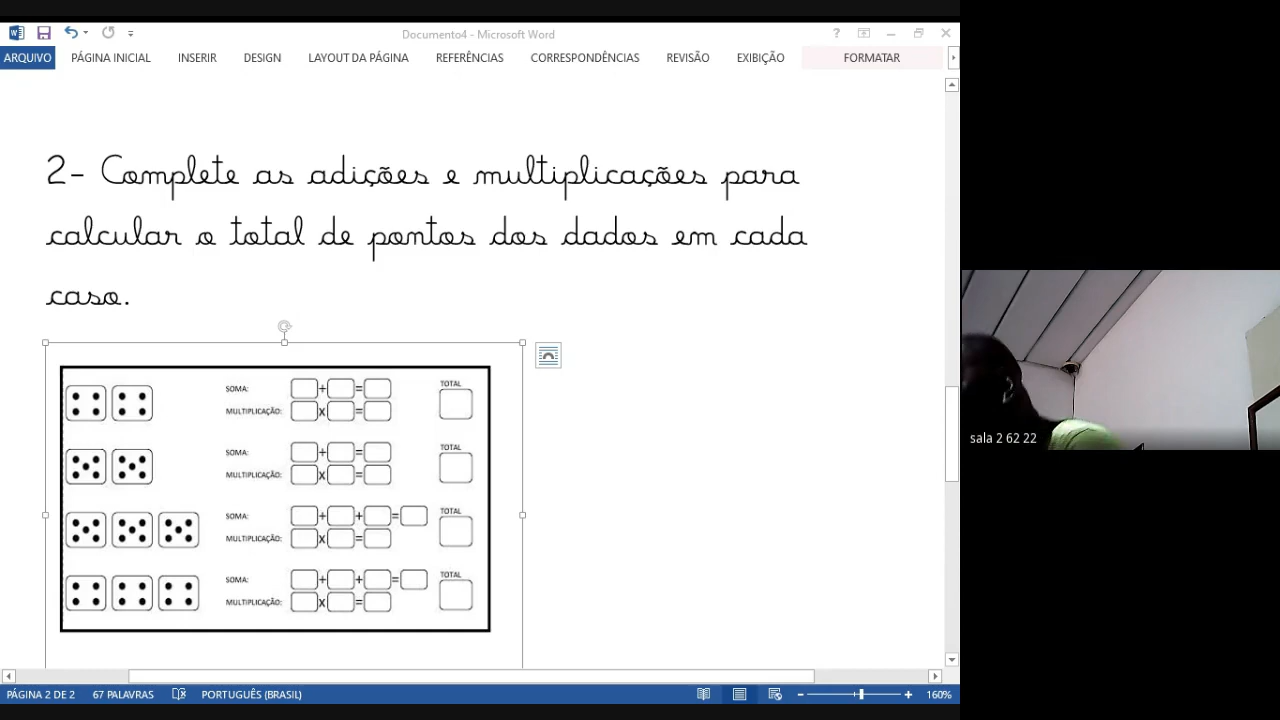 Documento4 - Microsoft Word
ARQUIVO PÁGINA INICIAL INSERIR DESIGN LAYOUT DA PÁGINA REFERÊNCIAS CORRESPONDÊNCIAS REVISÃO EXIBIÇÃO FORMATAR
2- Complete as adições e multiplicações para
calcular o total de pontos dos dados em cada
caso.
SOMA: + = TOTAL
MULTIPLICAÇÃO: x =
SOMA: + = TOTAL
MULTIPLICAÇÃO: x =
SOMA: + + = TOTAL
MULTIPLICAÇÃO: x =
SOMA: + + = TOTAL
MULTIPLICAÇÃO: x =
sala 2 62 22
PÁGINA 2 DE 2 67 PALAVRAS PORTUGUÊS (BRASIL) 160%